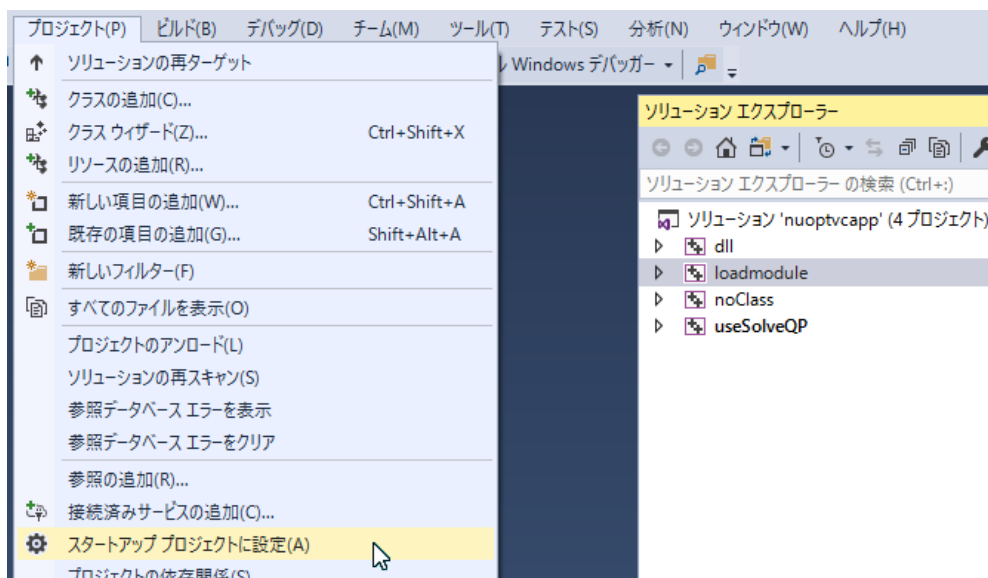 プロジェクト(P) ビルド(B) デバッグ(D) チーム(M) ツール(T) テスト(S) 分析(N) ウィンドウ(W) ヘルプ(H)
Windows デバッガー
ソリューションの再ターゲット
クラスの追加(C)...
クラス ウィザード(Z)... Ctrl+Shift+X
リソースの追加(R)...
新しい項目の追加(W)... Ctrl+Shift+A
既存の項目の追加(G)... Shift+Alt+A
新しいフィルター(F)
すべてのファイルを表示(O)
プロジェクトのアンロード(L)
ソリューションの再スキャン(S)
参照データベース エラーを表示
参照データベース エラーをクリア
参照の追加(R)...
接続済みサービスの追加(C)...
スタートアップ プロジェクトに設定(A)
プロジェクトの依存関係(S)
ソリューション エクスプローラー
ソリューション エクスプローラー の検索 (Ctrl+:)
ソリューション 'nuoptvcapp' (4 プロジェクト)
dll
loadmodule
noClass
useSolveQP